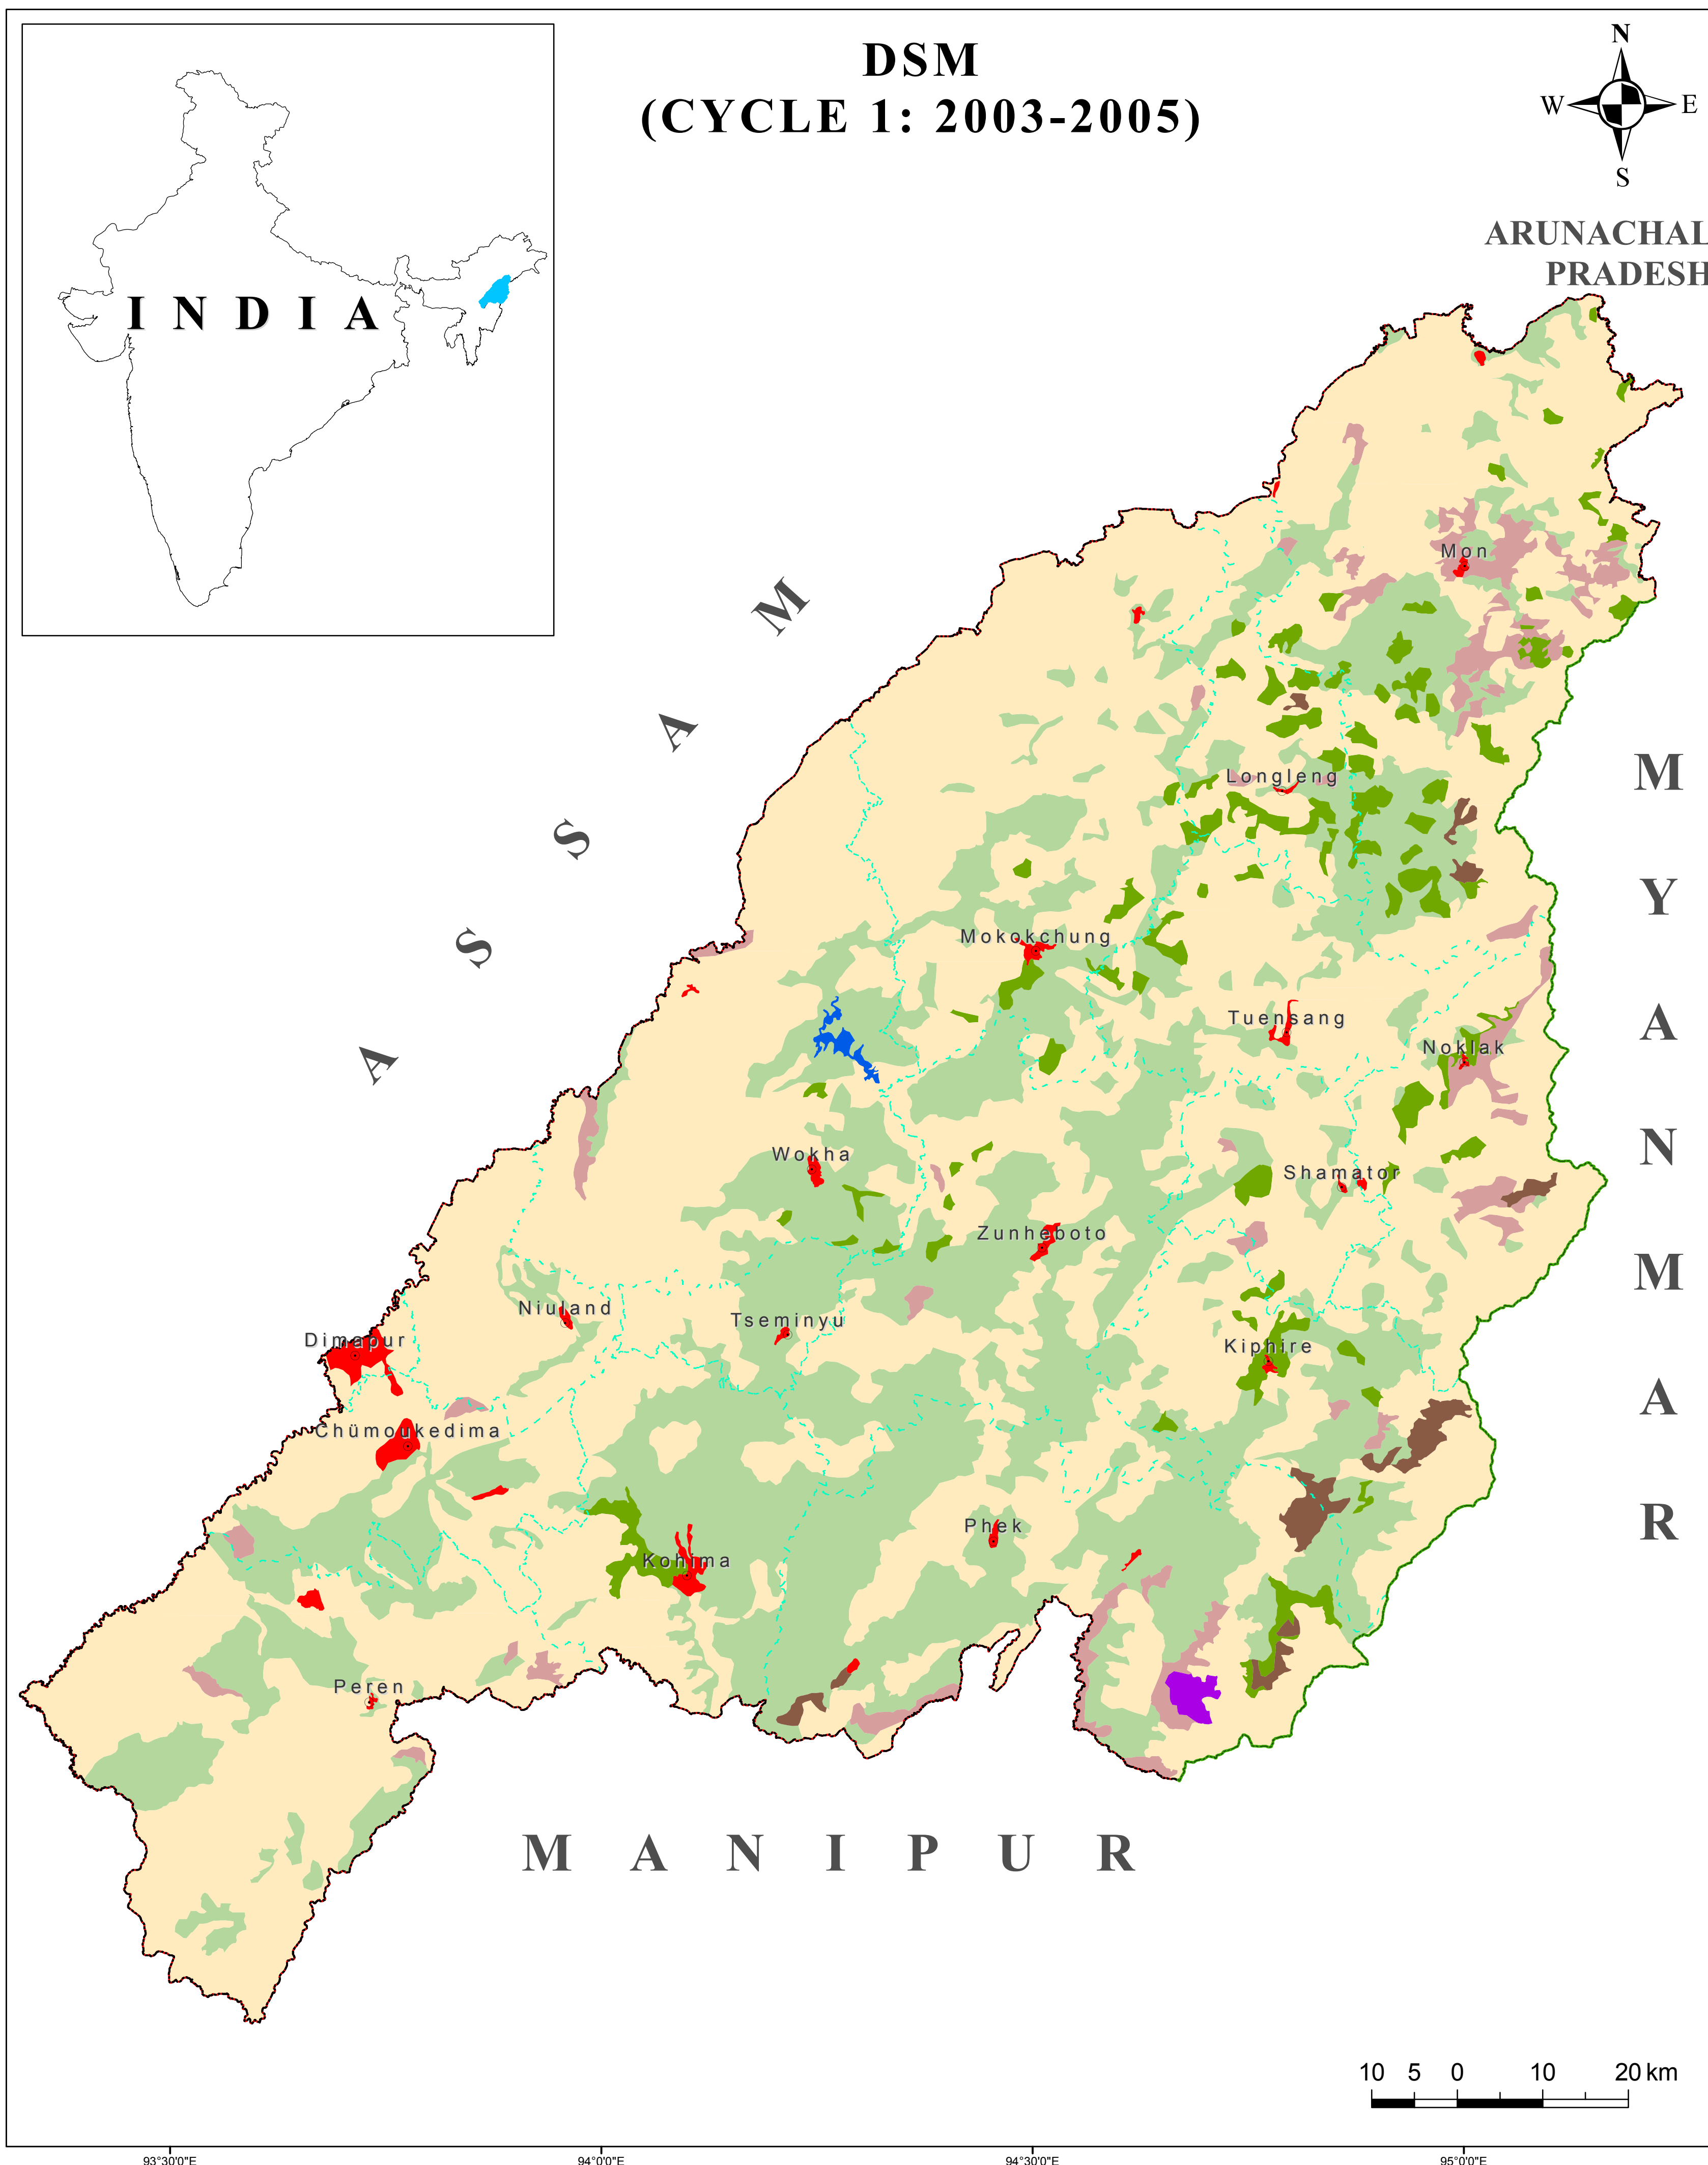 DSM
(CYCLE 1: 2003-2005)
N
W
E
S
INDIA
ARUNACHAL
PRADESH
ASSAM
MYANMAR
MANIPUR
Mon
Longleng
Mokokchung
Tuensang
Noklak
Wokha
Shamator
Zunheboto
Niuland
Tseminyu
Dimapur
Kiphire
Chümoukedima
Phek
Kohima
Peren
10 5 0 10 20 km
93°30'0"E 94°0'0"E 94°30'0"E 95°0'0"E